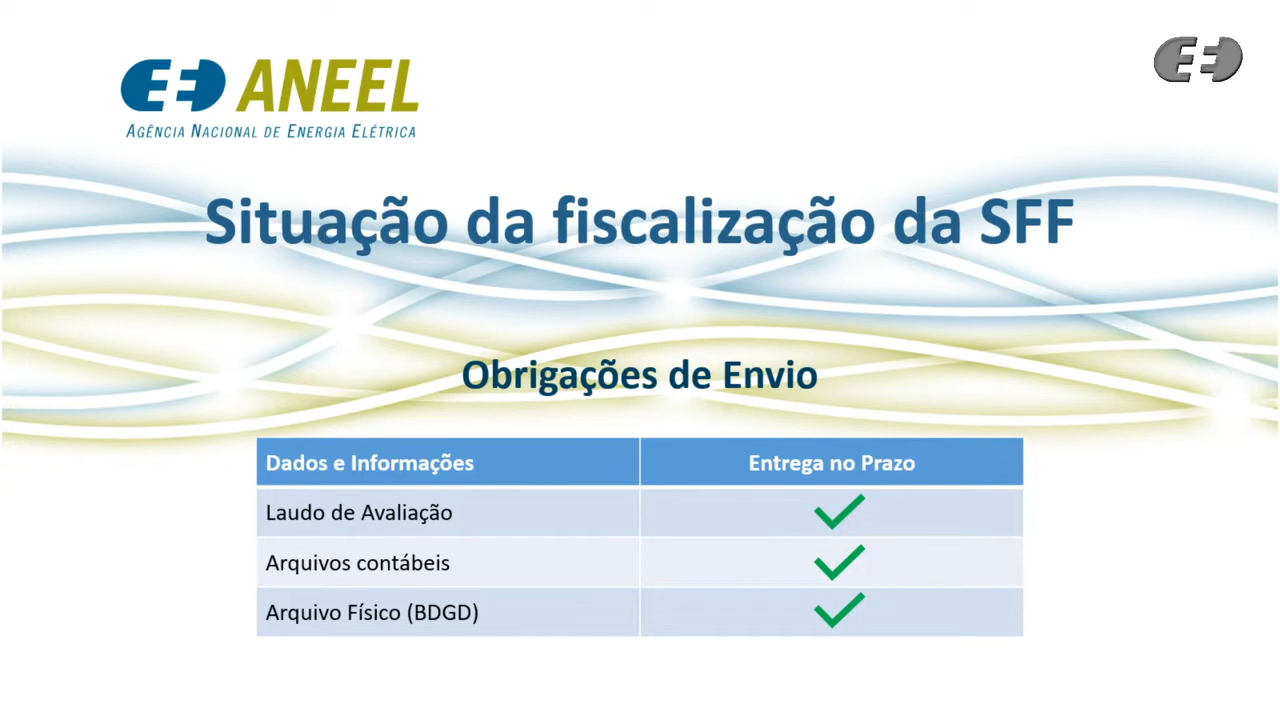 ANEEL
AGÊNCIA NACIONAL DE ENERGIA ELÉTRICA
Situação da fiscalização da SFF
Obrigações de Envio
Dados e Informações Entrega no Prazo
Laudo de Avaliação
Arquivos contábeis
Arquivo Físico (BDGD)